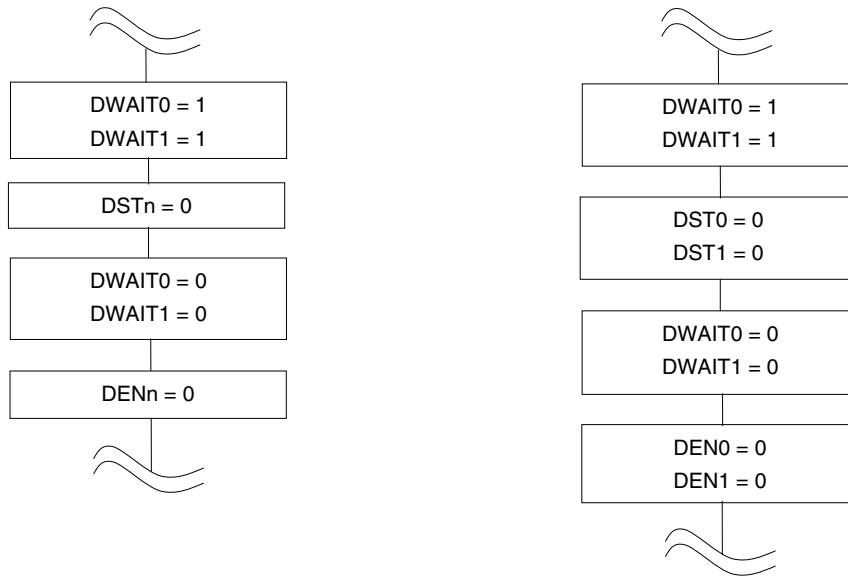 DWAIT0 = 1
DWAIT1 = 1
DSTn = 0
DWAIT0 = 0
DWAIT1 = 0
DENn = 0
DWAIT0 = 1
DWAIT1 = 1
DST0 = 0
DST1 = 0
DWAIT0 = 0
DWAIT1 = 0
DEN0 = 0
DEN1 = 0